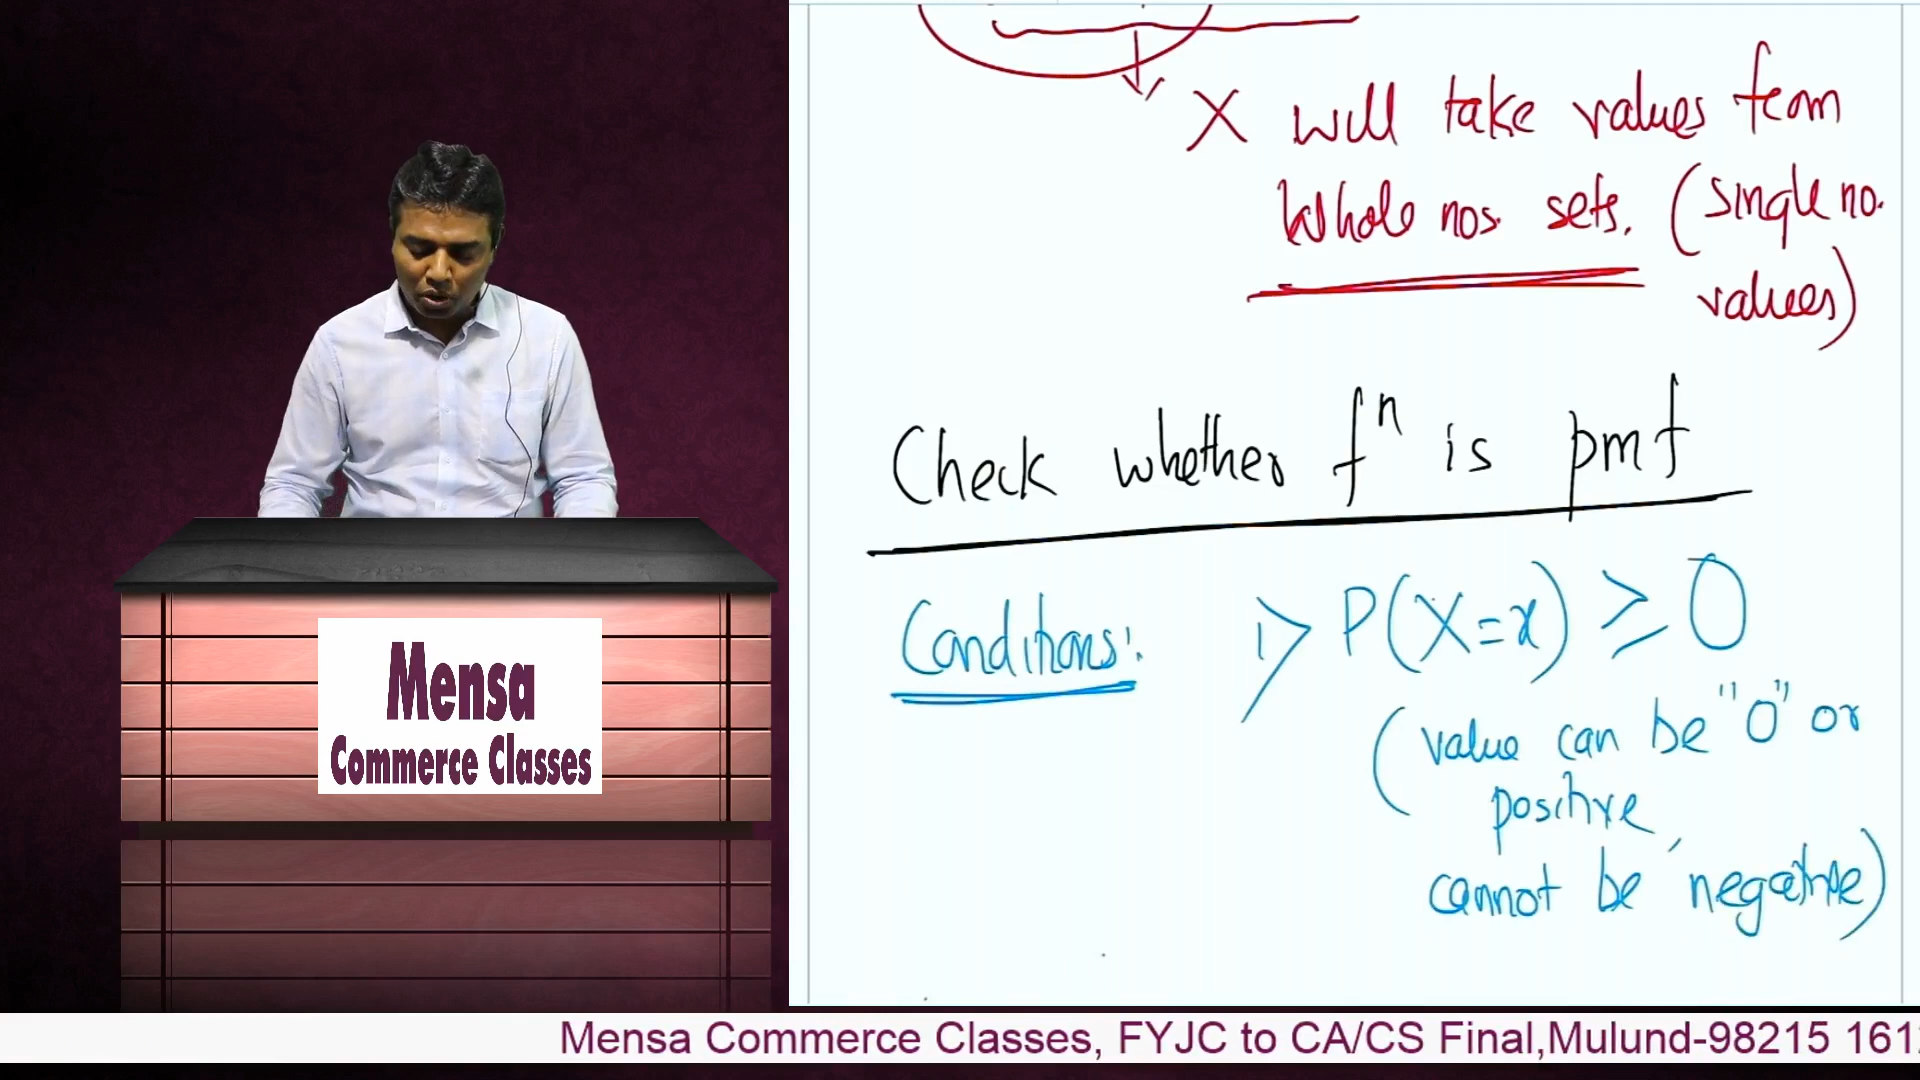 X will take values from
Whole nos. sets. (single no.
values)
Check whether fⁿ is pmf
Conditions: 1> P(X=x) ≥ 0
(value can be "0" or
positive,
cannot be negative)
Mensa
Commerce Classes
Mensa Commerce Classes, FYJC to CA/CS Final,Mulund-98215 161